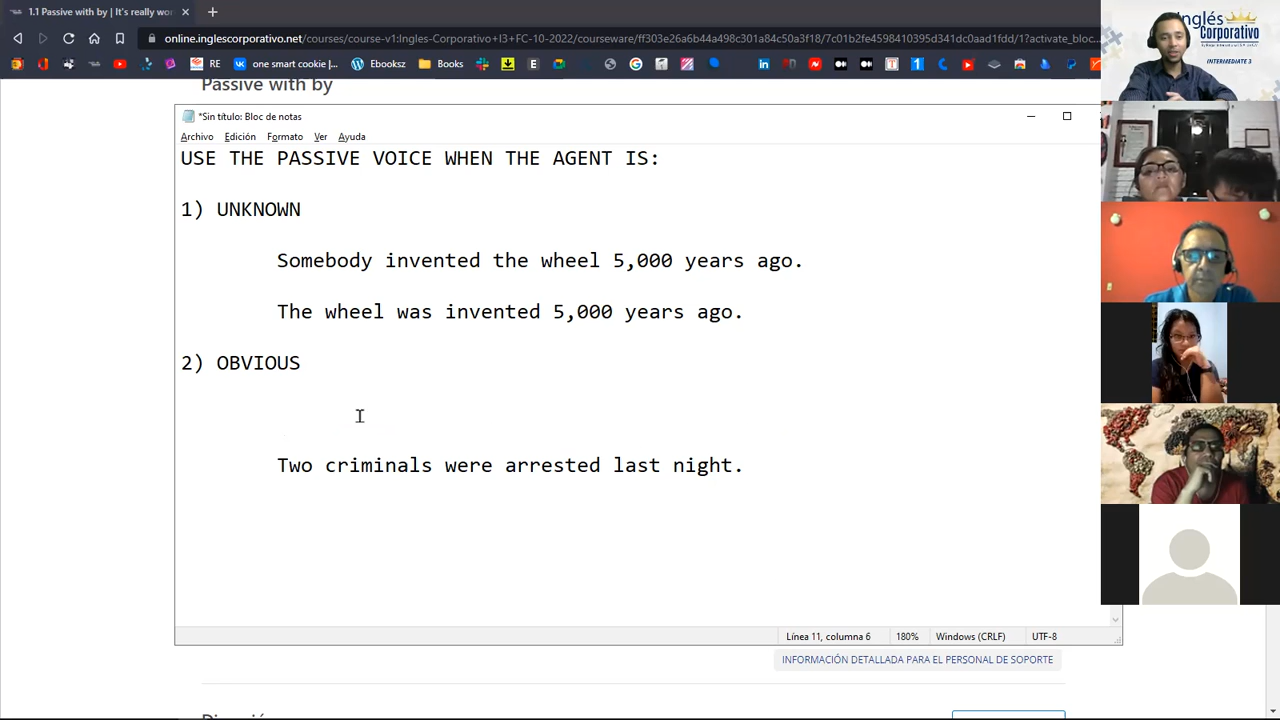 1.1 Passive with by | It's really wo
online.inglescorporativo.net/courses/course-v1:Ingles-Corporativo+I3+FC-abr2022/courseware/ff303e26a6b44a498c301a84c50a3f18/7c01b2fe4598410395d341dc0aad1fdd/1?activate_bloc
RE
one smart cookie |...
Ebooks
Books
Passive with by
*Sin título: Bloc de notas
Archivo Edición Formato Ver Ayuda
USE THE PASSIVE VOICE WHEN THE AGENT IS:
1) UNKNOWN
Somebody invented the wheel 5,000 years ago.
The wheel was invented 5,000 years ago.
2) OBVIOUS
Two criminals were arrested last night.
Línea 11, columna 6 180% Windows (CRLF) UTF-8
INFORMACIÓN DETALLADA PARA EL PERSONAL DE SOPORTE
Inglés
Corporativo
INTERMEDIATE 3